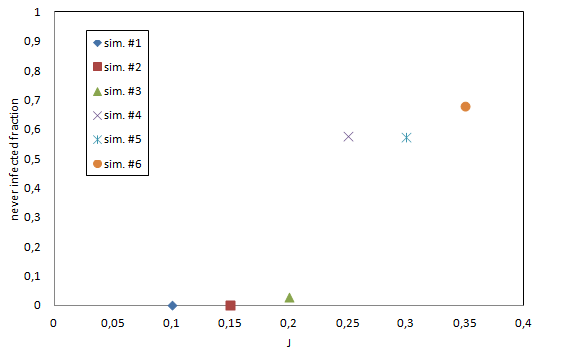 1
0,9
0,8
0,7
0,6
0,5
0,4
0,3
0,2
0,1
0
never infected fraction
sim. #1
sim. #2
sim. #3
sim. #4
sim. #5
sim. #6
0 0,05 0,1 0,15 0,2 0,25 0,3 0,35 0,4
J